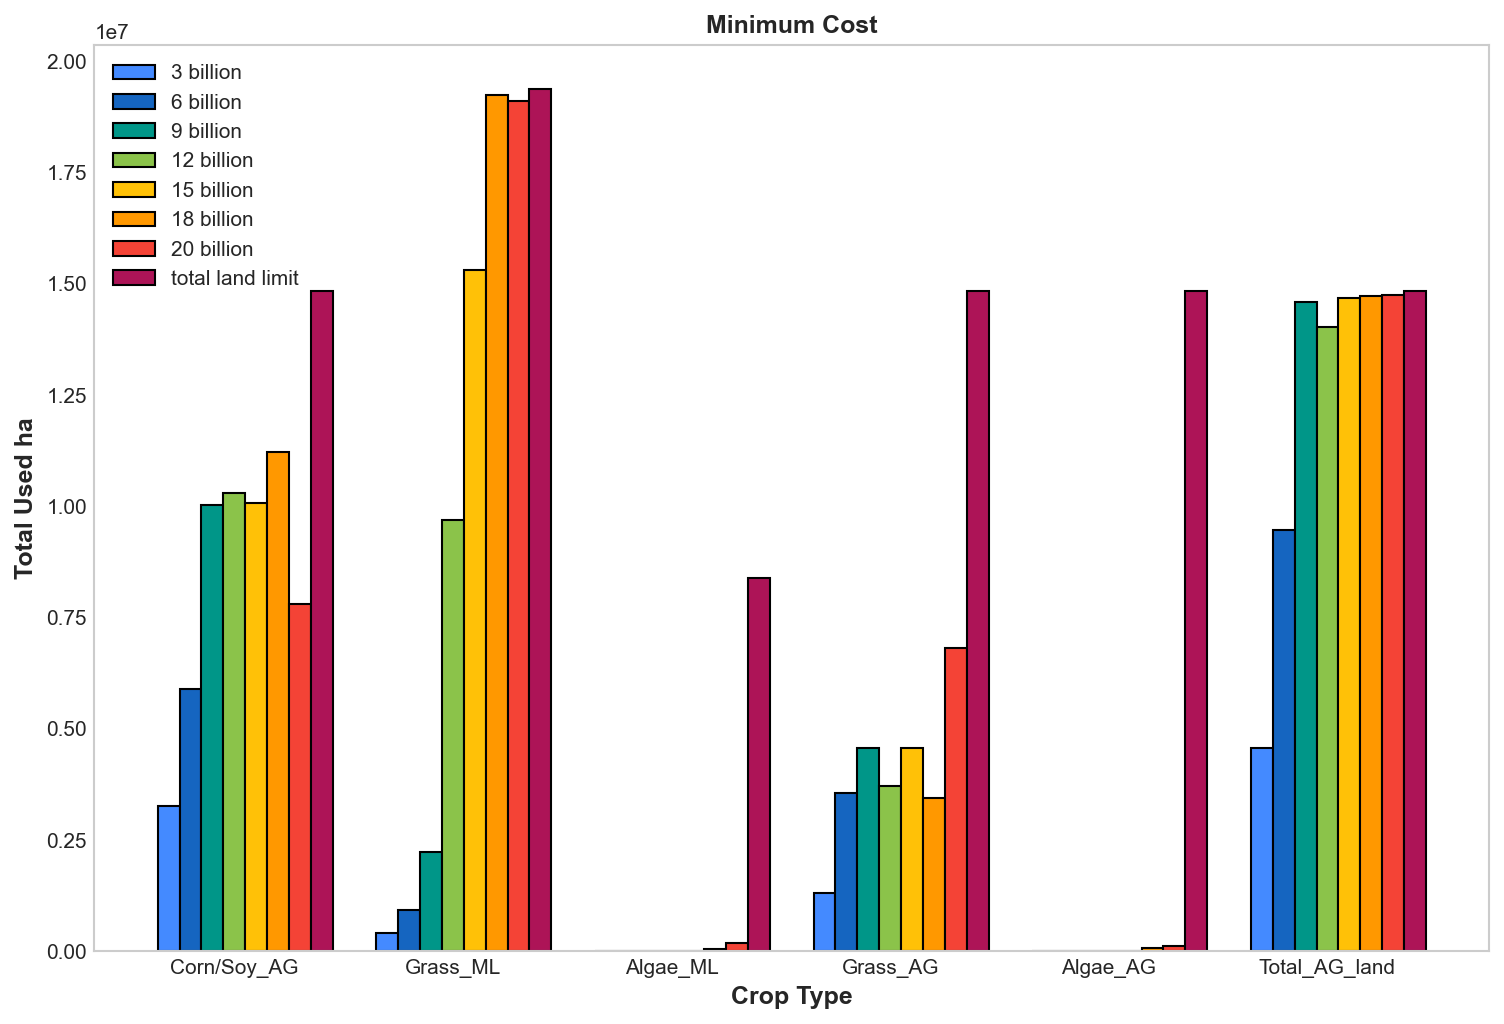 Minimum Cost
1e7
2.00
1.75
1.50
1.25
1.00
0.75
0.50
0.25
0.00
Total Used ha
3 billion
6 billion
9 billion
12 billion
15 billion
18 billion
20 billion
total land limit
Corn/Soy_AG
Grass_ML
Algae_ML
Grass_AG
Algae_AG
Total_AG_land
Crop Type